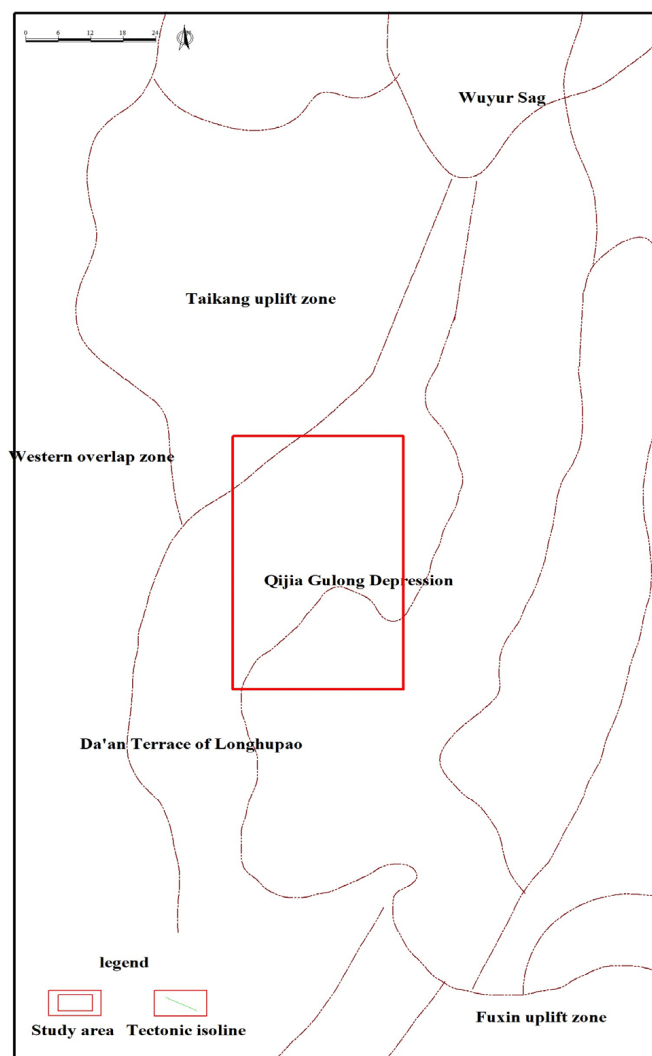 0 6 12 18 24
Wuyur Sag
Taikang uplift zone
Western overlap zone
Qijia Gulong Depression
Da'an Terrace of Longhupao
legend
Study area Tectonic isoline
Fuxin uplift zone